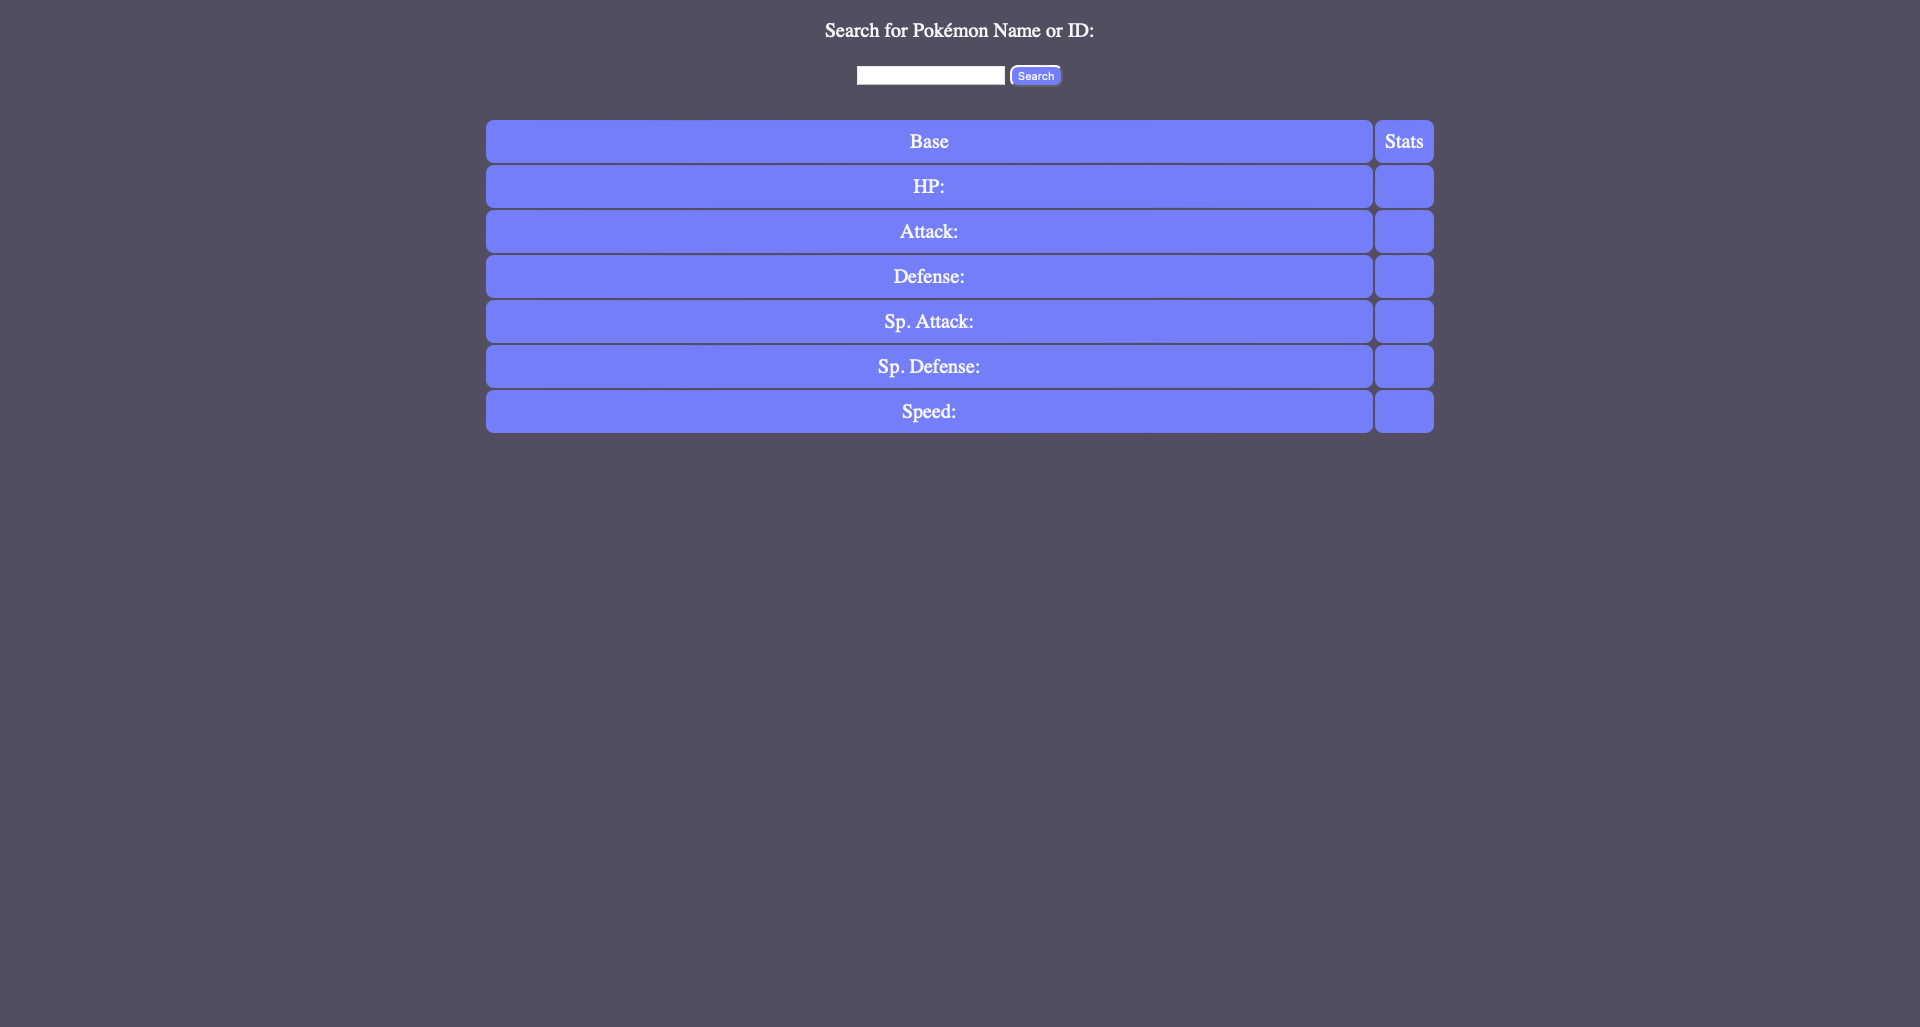 Search for Pokémon Name or ID:
Search
Base Stats
HP:
Attack:
Defense:
Sp. Attack:
Sp. Defense:
Speed: